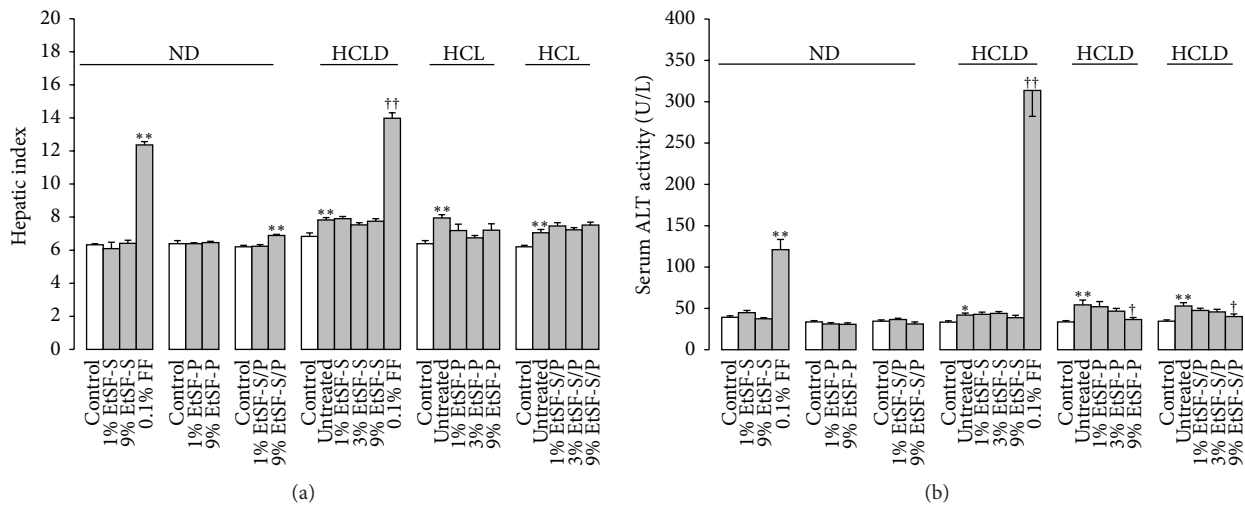 20
18
16
14
12
10
8
6
4
2
0
Hepatic index
ND
HCLD
HCL
HCL
**
**
**
††
**
**
Control
1% EtSF-S
9% EtSF-S
0.1% FF
Control
1% EtSF-P
9% EtSF-P
Control
1% EtSF-S/P
9% EtSF-S/P
Control
Untreated
1% EtSF-S
3% EtSF-S
9% EtSF-S
0.1% FF
Control
Untreated
1% EtSF-P
3% EtSF-P
9% EtSF-P
Control
Untreated
1% EtSF-S/P
3% EtSF-S/P
9% EtSF-S/P
(a)
400
350
300
250
200
150
100
50
0
Serum ALT activity (U/L)
ND
HCLD
HCLD
HCLD
**
*
††
**
†
**
†
Control
1% EtSF-S
9% EtSF-S
0.1% FF
Control
1% EtSF-P
9% EtSF-P
Control
1% EtSF-S/P
9% EtSF-S/P
Control
Untreated
1% EtSF-S
3% EtSF-S
9% EtSF-S
0.1% FF
Control
Untreated
1% EtSF-P
3% EtSF-P
9% EtSF-P
Control
Untreated
1% EtSF-S/P
3% EtSF-S/P
9% EtSF-S/P
(b)